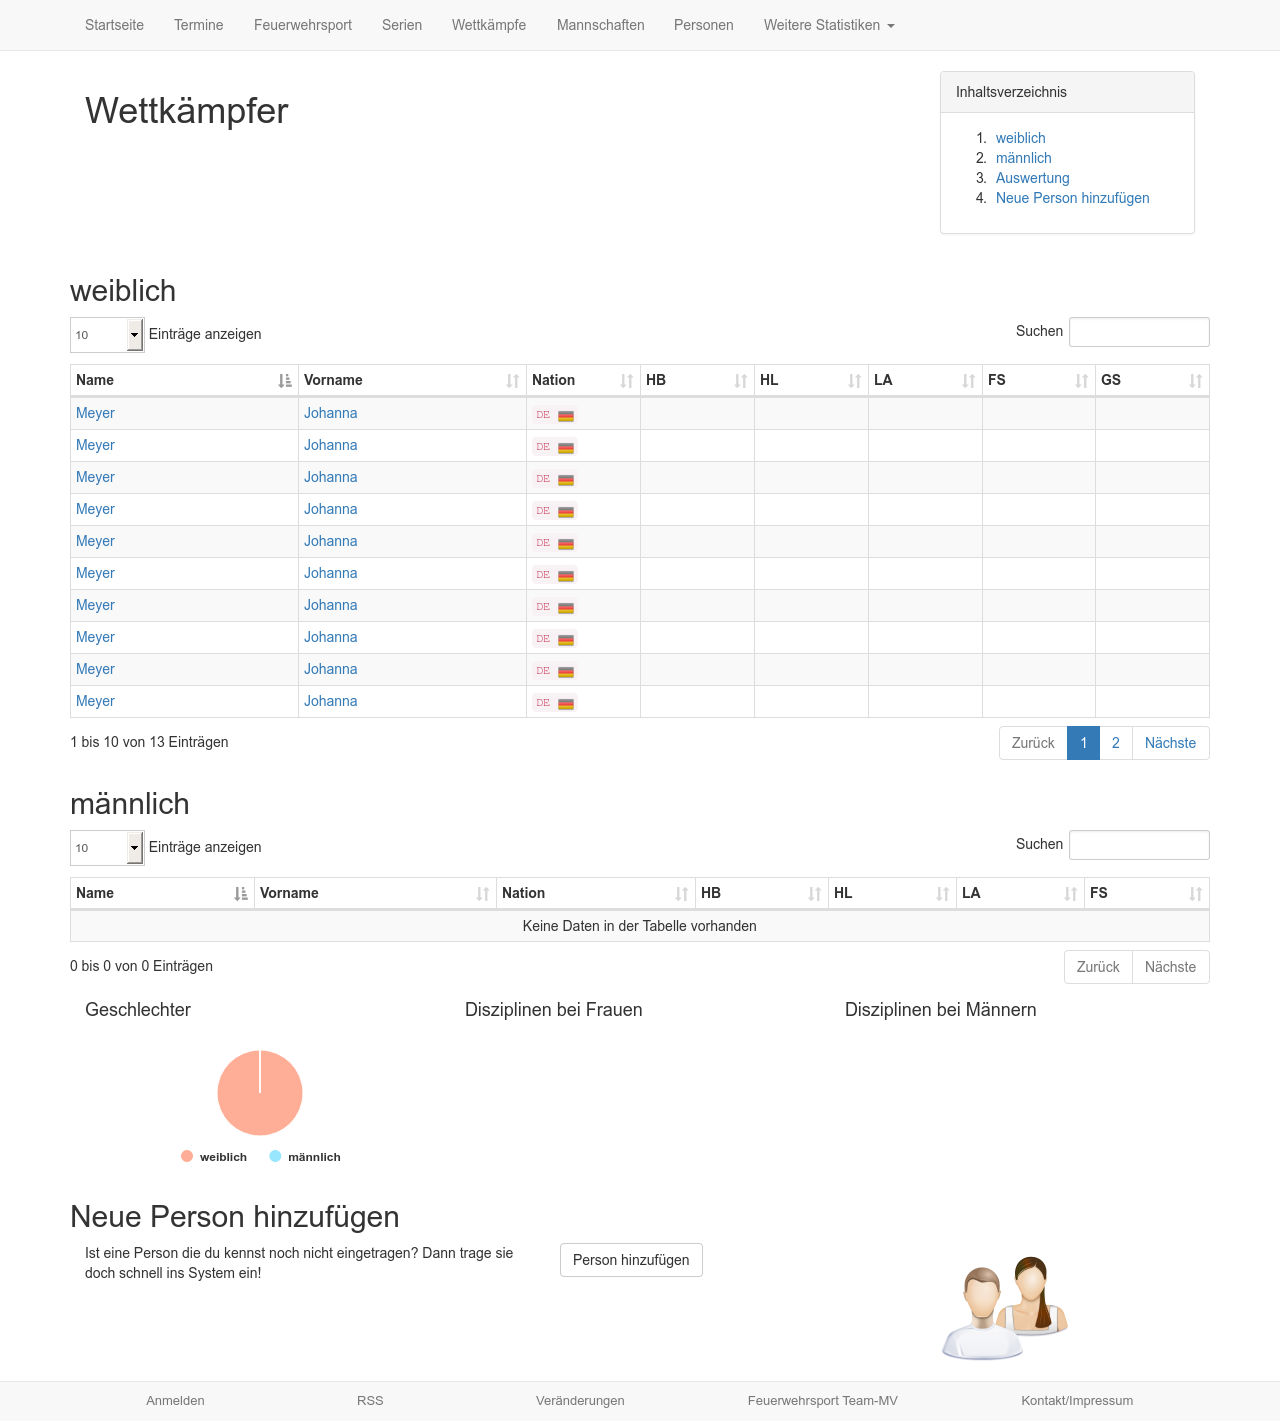 Startseite Termine Feuerwehrsport Serien Wettkämpfe Mannschaften Personen Weitere Statistiken
Wettkämpfer
Inhaltsverzeichnis
1. weiblich
2. männlich
3. Auswertung
4. Neue Person hinzufügen
weiblich
10 Einträge anzeigen Suchen
Name Vorname Nation HB HL LA FS GS
Meyer Johanna DE
Meyer Johanna DE
Meyer Johanna DE
Meyer Johanna DE
Meyer Johanna DE
Meyer Johanna DE
Meyer Johanna DE
Meyer Johanna DE
Meyer Johanna DE
Meyer Johanna DE
1 bis 10 von 13 Einträgen Zurück 1 2 Nächste
männlich
10 Einträge anzeigen Suchen
Name Vorname Nation HB HL LA FS
Keine Daten in der Tabelle vorhanden
0 bis 0 von 0 Einträgen Zurück Nächste
Geschlechter Disziplinen bei Frauen Disziplinen bei Männern
weiblich männlich
Neue Person hinzufügen
Ist eine Person die du kennst noch nicht eingetragen? Dann trage sie Person hinzufügen
doch schnell ins System ein!
Anmelden RSS Veränderungen Feuerwehrsport Team-MV Kontakt/Impressum